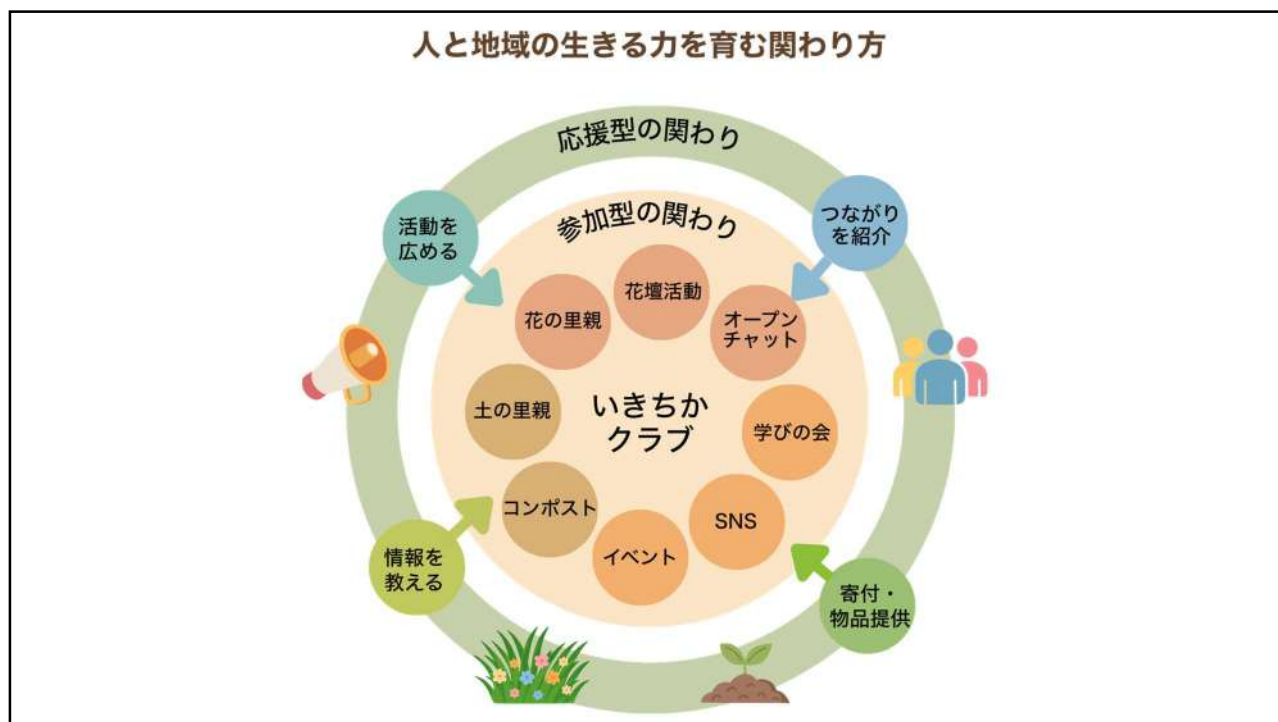 人と地域の生きる力を育む関わり方
応援型の関わり
活動を
広める
つながり
を紹介
参加型の関わり
花壇活動
花の里親
オープン
チャット
土の里親
いきちか
クラブ
学びの会
コンポスト
SNS
イベント
情報を
教える
寄付・
物品提供